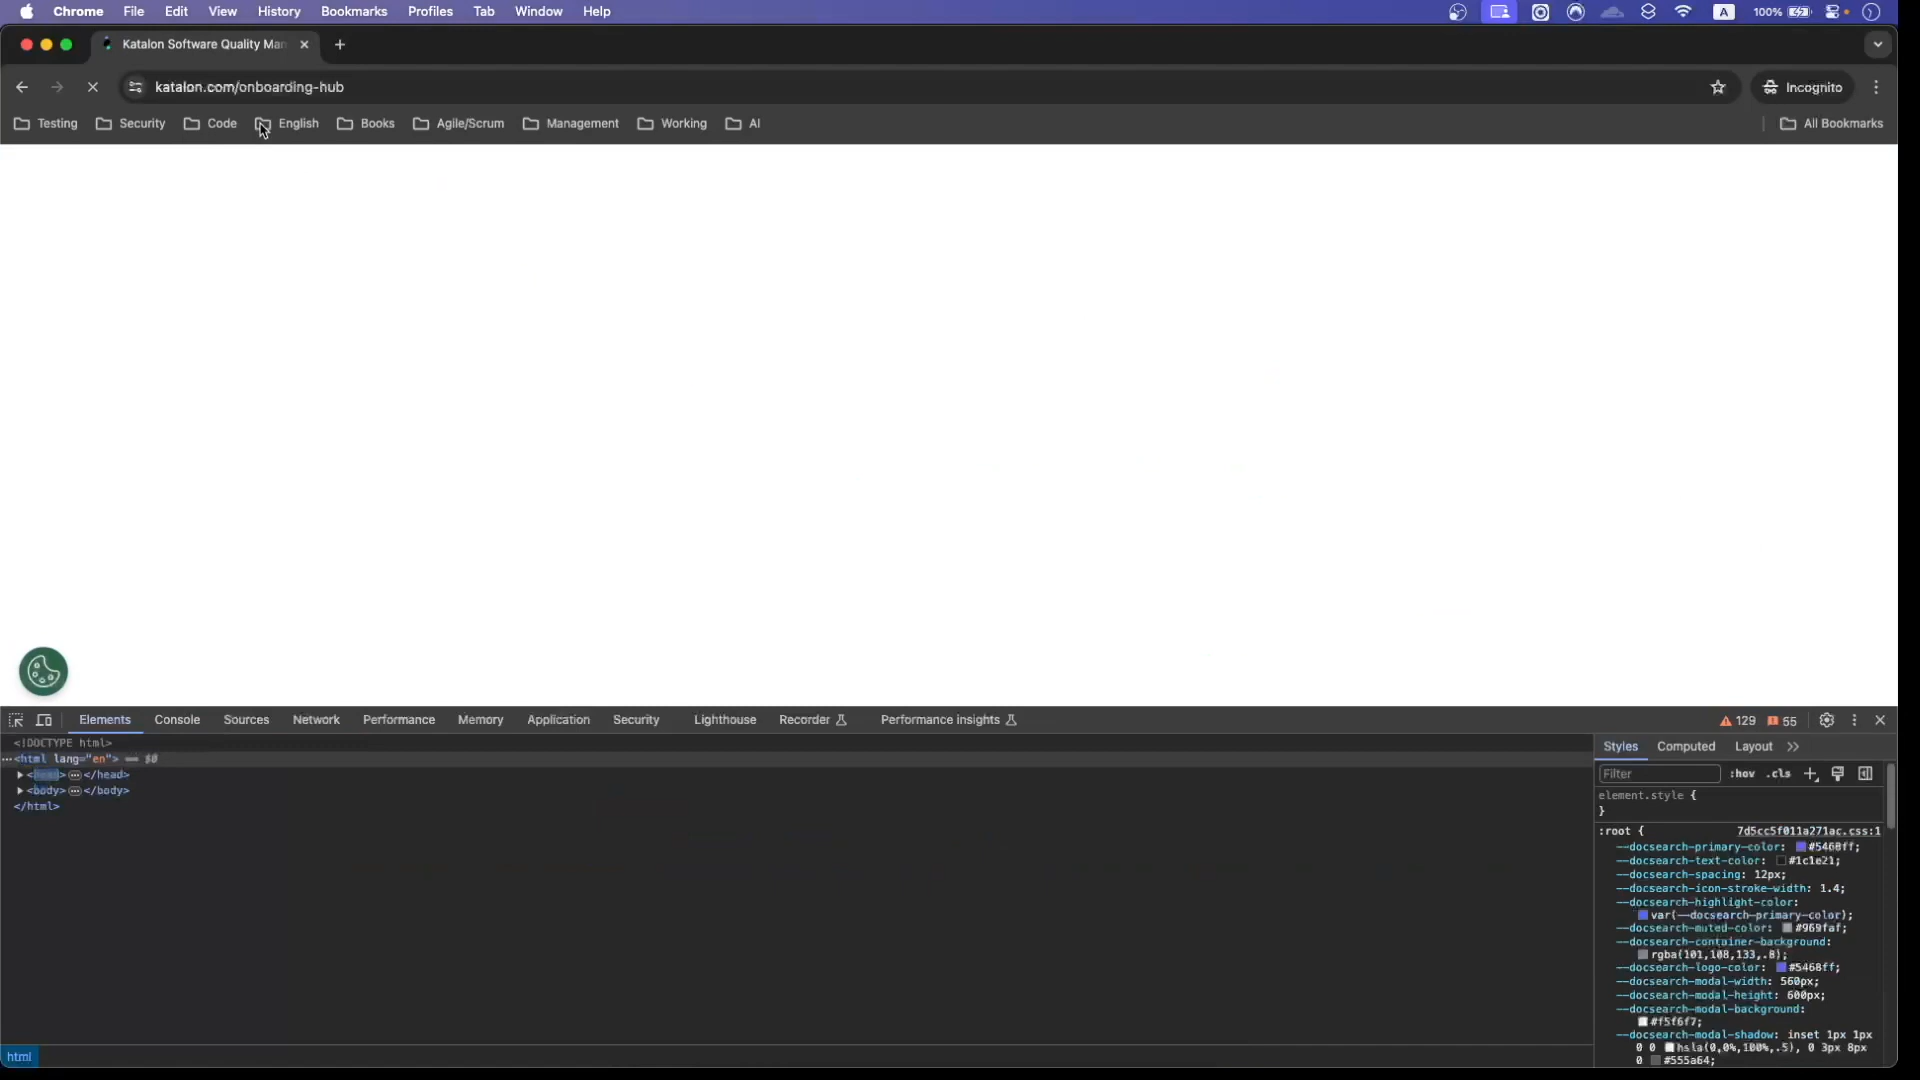 Chrome File Edit View History Bookmarks Profiles Tab Window Help A 100%
Katalon Software Quality Man
katalon.com/onboarding-hub Incognito
Testing Security Code English Books Agile/Scrum Management Working AI All Bookmarks
Elements Console Sources Network Performance Memory Application Security Lighthouse Recorder Performance insights 129 55
<!DOCTYPE html>
<html lang="en"> == $0
<head> </head>
<body> </body>
</html>
html
Styles Computed Layout
Filter :hov .cls
element.style {
}
:root { 7d5cc5f011a271ac.css:1
--docsearch-primary-color: #5468ff;
--docsearch-text-color: #1c1e21;
--docsearch-spacing: 12px;
--docsearch-icon-stroke-width: 1.4;
--docsearch-highlight-color:
var(--docsearch-primary-color);
--docsearch-muted-color: #969faf;
--docsearch-container-background:
rgba(101,108,133,.8);
--docsearch-logo-color: #5468ff;
--docsearch-modal-width: 560px;
--docsearch-modal-height: 600px;
--docsearch-modal-background:
#f5f6f7;
--docsearch-modal-shadow: inset 1px 1px
0 0 hsla(0,0%,100%,.5), 0 3px 8px
0 #555a64;